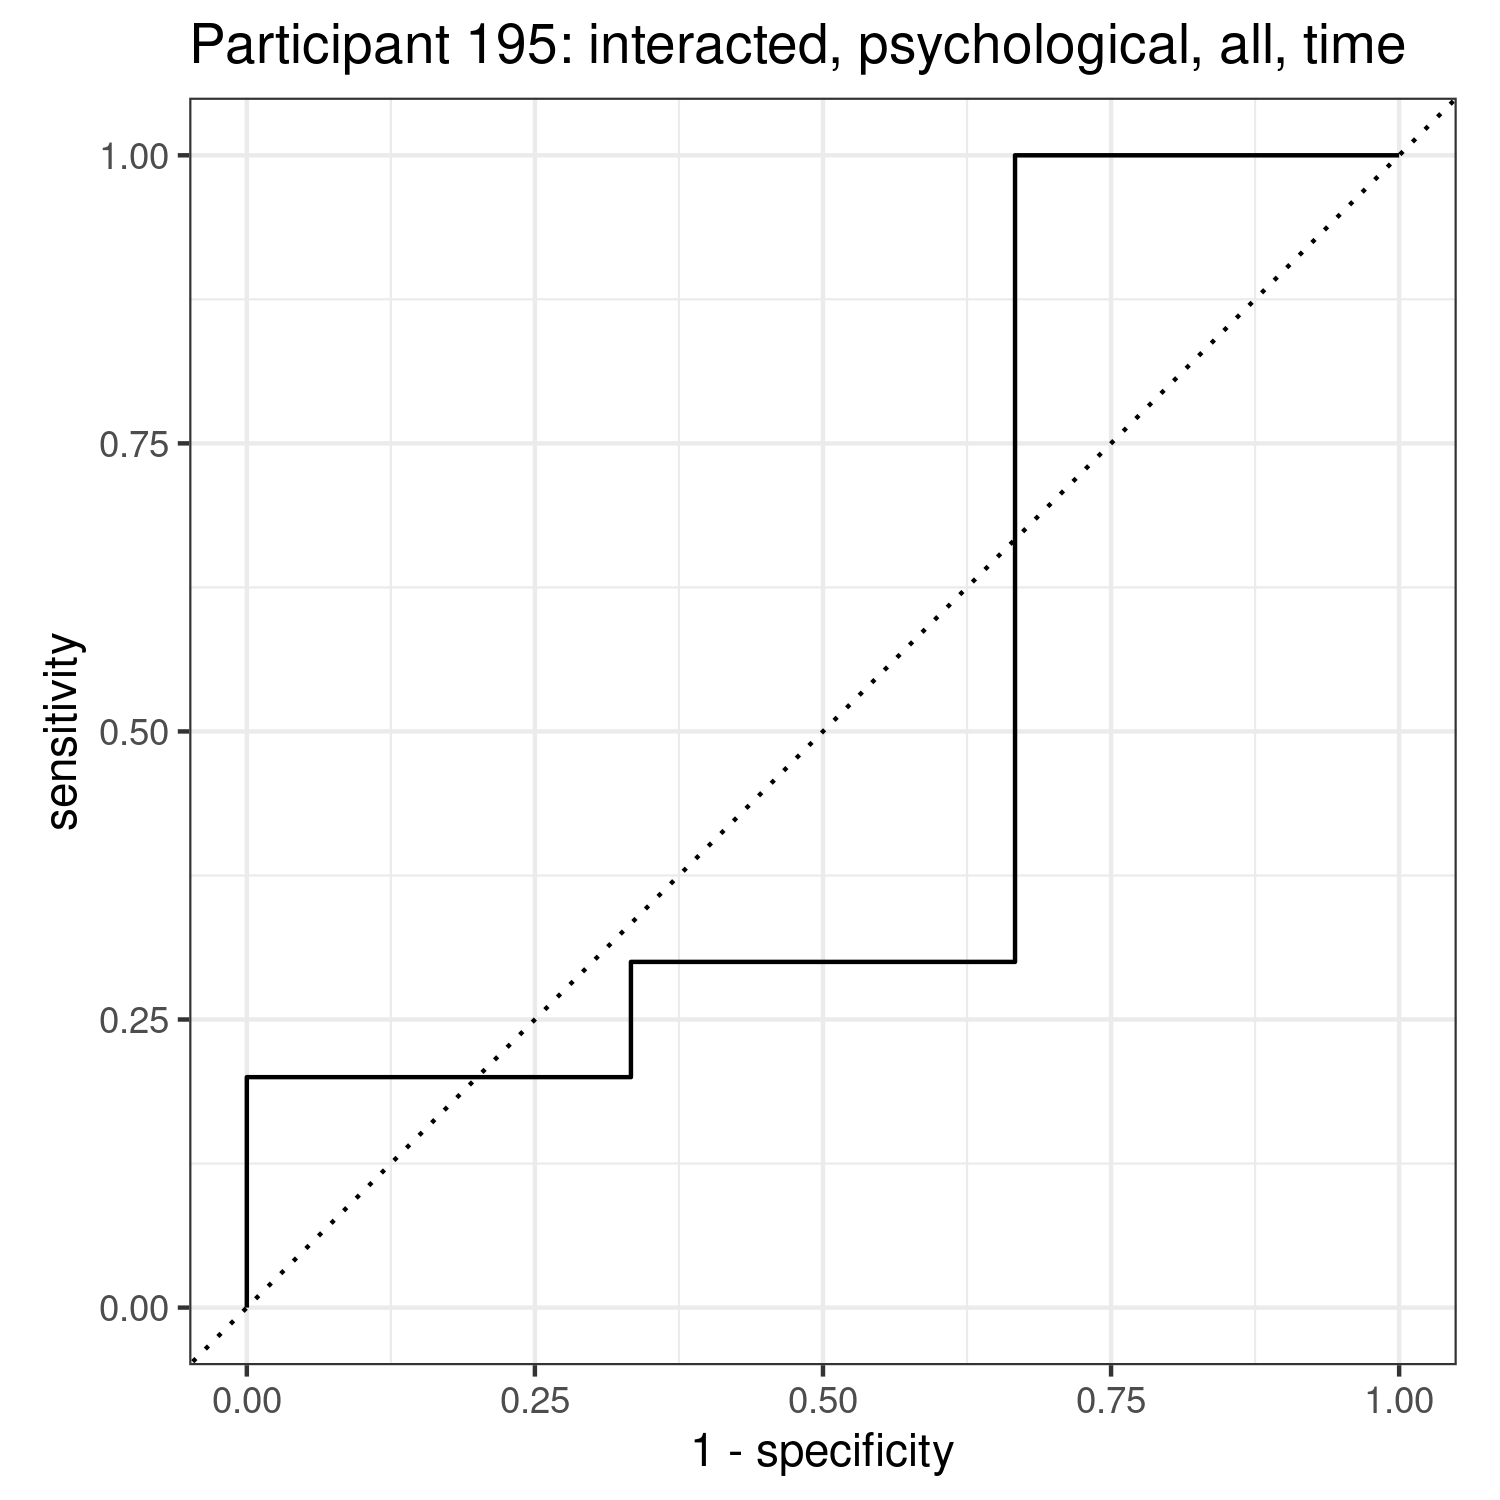 Participant 195: interacted, psychological, all, time
1.00
0.75
0.50
0.25
0.00
sensitivity
0.00 0.25 0.50 0.75 1.00
1 - specificity